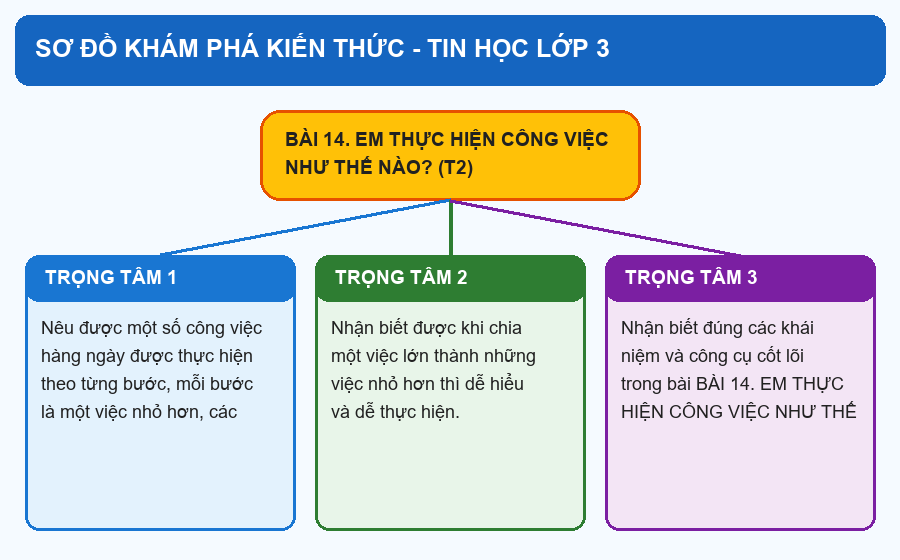 SƠ ĐỒ KHÁM PHÁ KIẾN THỨC - TIN HỌC LỚP 3
BÀI 14. EM THỰC HIỆN CÔNG VIỆC
NHƯ THẾ NÀO? (T2)
TRỌNG TÂM 1
Nêu được một số công việc
hàng ngày được thực hiện
theo từng bước, mỗi bước
là một việc nhỏ hơn, các
TRỌNG TÂM 2
Nhận biết được khi chia
một việc lớn thành những
việc nhỏ hơn thì dễ hiểu
và dễ thực hiện.
TRỌNG TÂM 3
Nhận biết đúng các khái
niệm và công cụ cốt lõi
trong bài BÀI 14. EM THỰC
HIỆN CÔNG VIỆC NHƯ THẾ